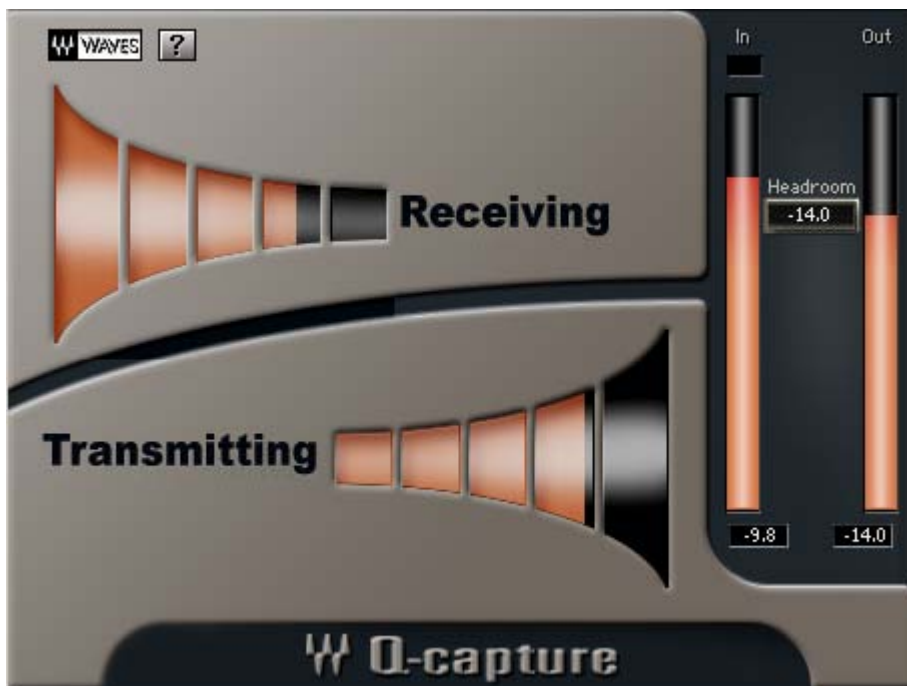 WAVES ?
In Out
Receiving
Headroom
-14.0
Transmitting
-9.8 -14.0
Q-capture